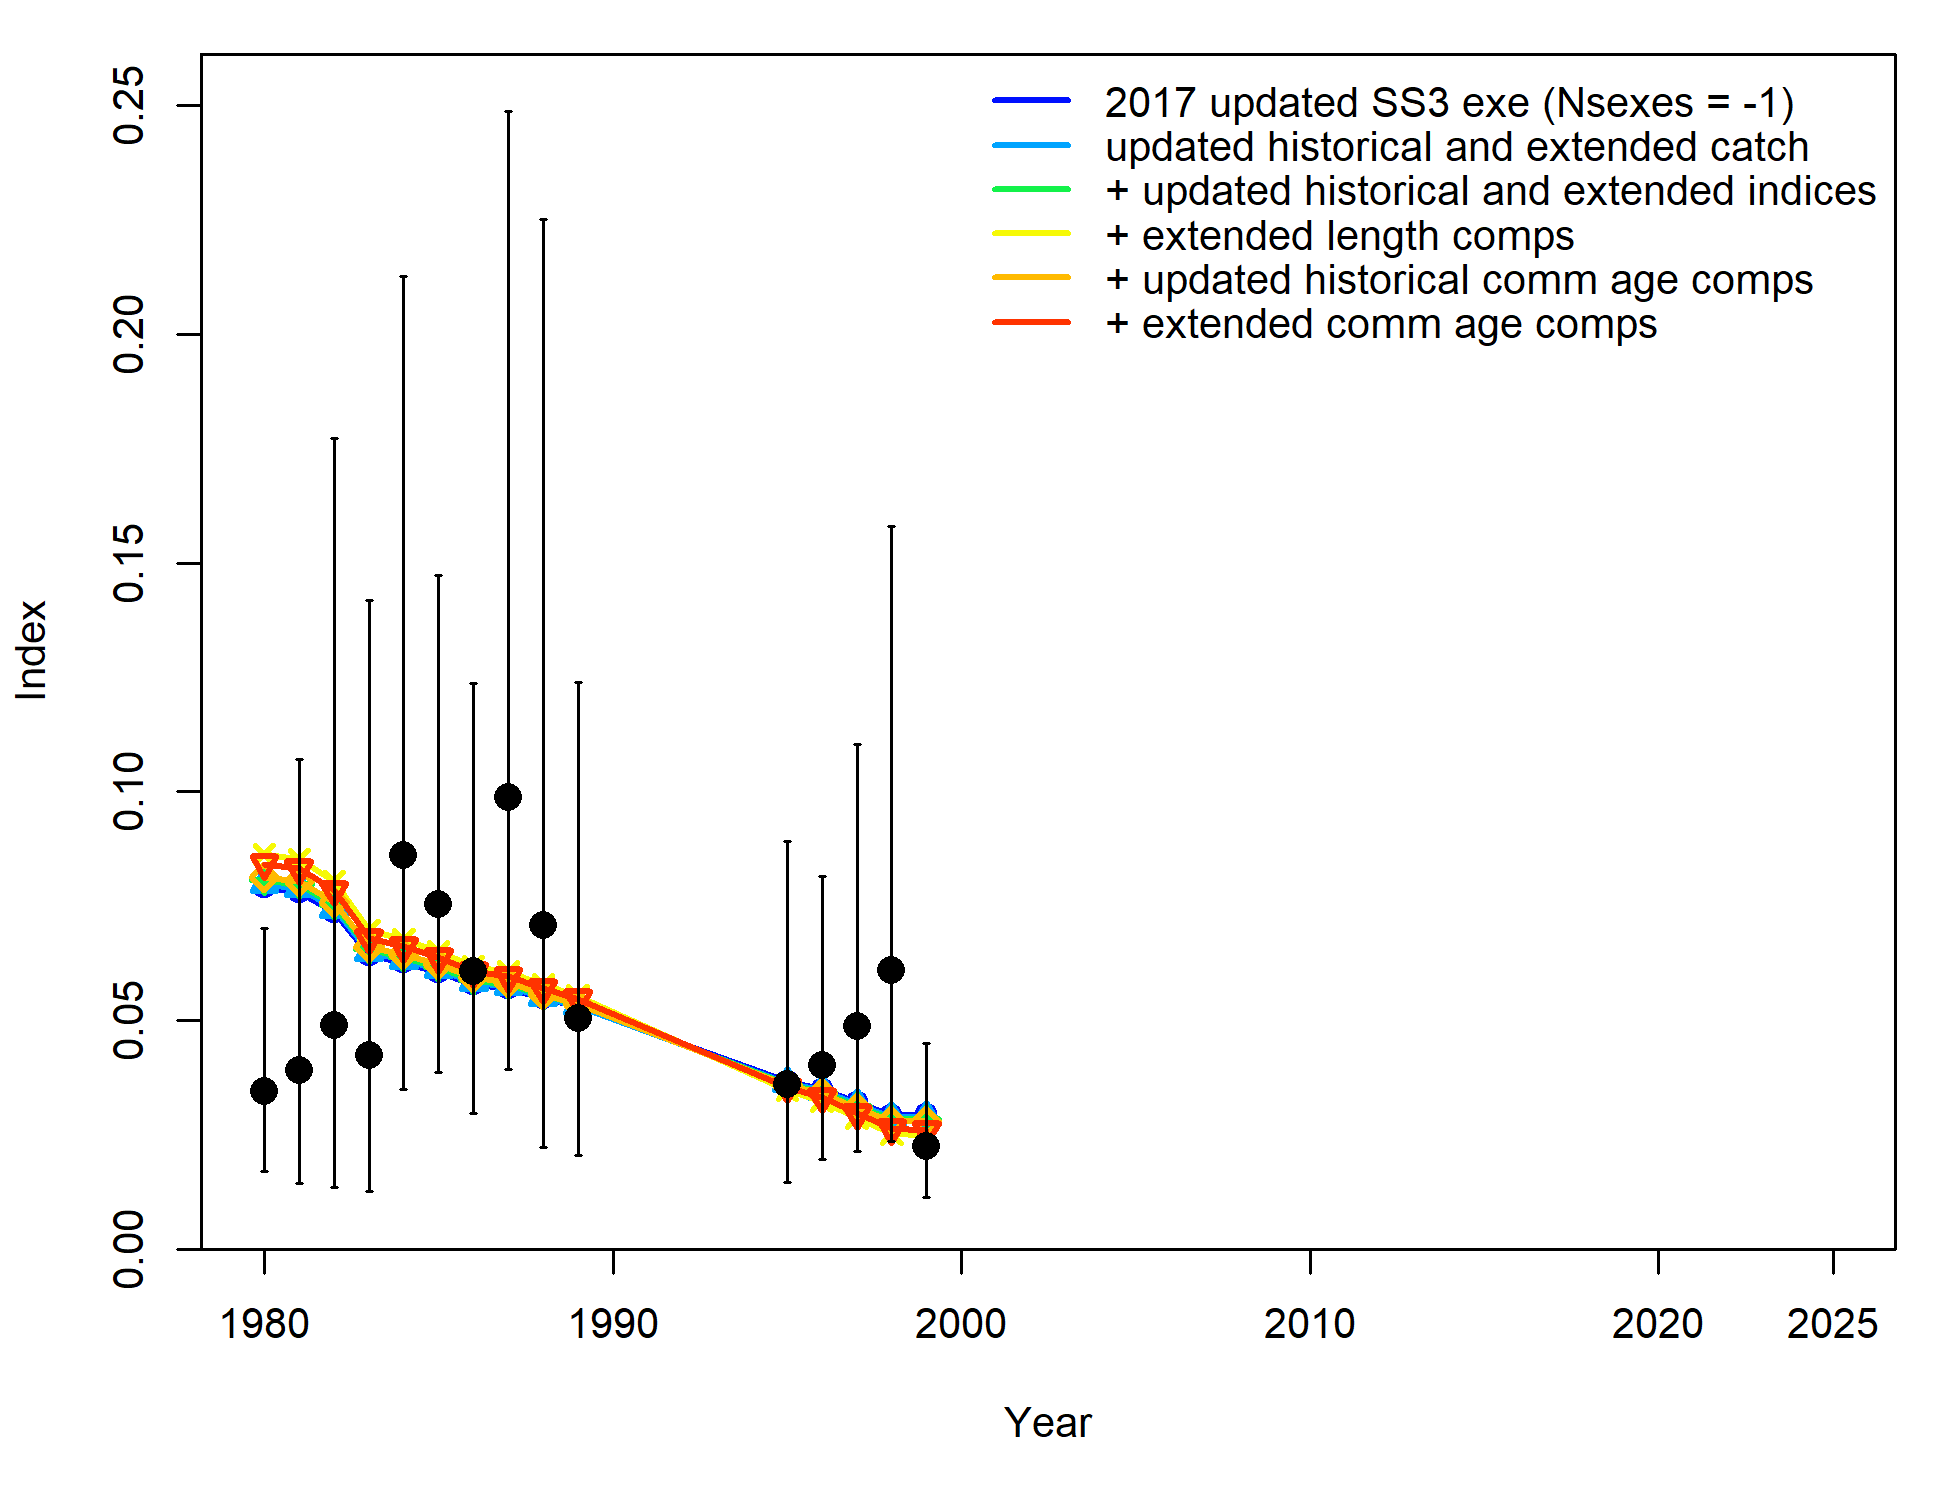 2017 updated SS3 exe (Nsexes = -1)
updated historical and extended catch
+ updated historical and extended indices
+ extended length comps
+ updated historical comm age comps
+ extended comm age comps
0.25
0.20
0.15
0.10
0.05
0.00
Index
1980 1990 2000 2010 2020 2025
Year